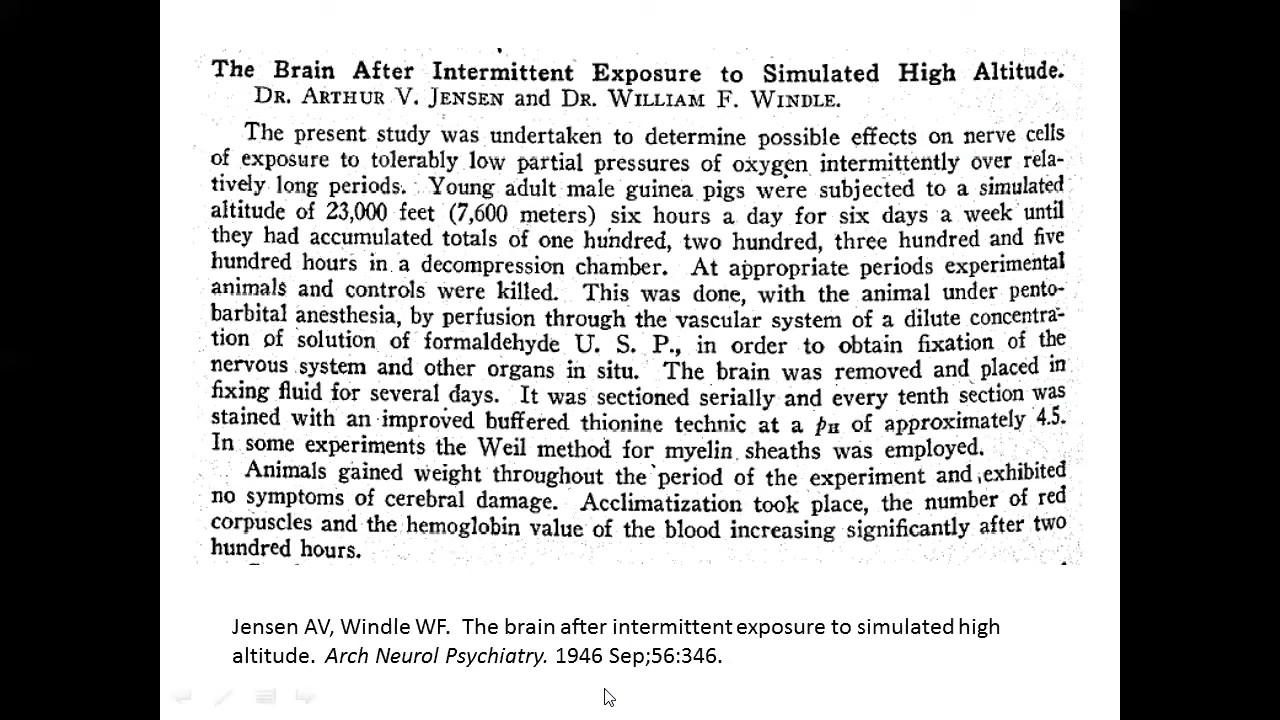 The Brain After Intermittent Exposure to Simulated High Altitude.
DR. ARTHUR V. JENSEN and DR. WILLIAM F. WINDLE.
The present study was undertaken to determine possible effects on nerve cells
of exposure to tolerably low partial pressures of oxygen intermittently over rela-
tively long periods. Young adult male guinea pigs were subjected to a simulated
altitude of 23,000 feet (7,600 meters) six hours a day for six days a week until
they had accumulated totals of one hundred, two hundred, three hundred and five
hundred hours in a decompression chamber. At appropriate periods experimental
animals and controls were killed. This was done, with the animal under pento-
barbital anesthesia, by perfusion through the vascular system of a dilute concentra-
tion of solution of formaldehyde U. S. P., in order to obtain fixation of the
nervous system and other organs in situ. The brain was removed and placed in
fixing fluid for several days. It was sectioned serially and every tenth section was
stained with an improved buffered thionine technic at a pH of approximately 4.5.
In some experiments the Weil method for myelin sheaths was employed.
Animals gained weight throughout the period of the experiment and exhibited
no symptoms of cerebral damage. Acclimatization took place, the number of red
corpuscles and the hemoglobin value of the blood increasing significantly after two
hundred hours.
Jensen AV, Windle WF. The brain after intermittent exposure to simulated high
altitude. Arch Neurol Psychiatry. 1946 Sep;56:346.